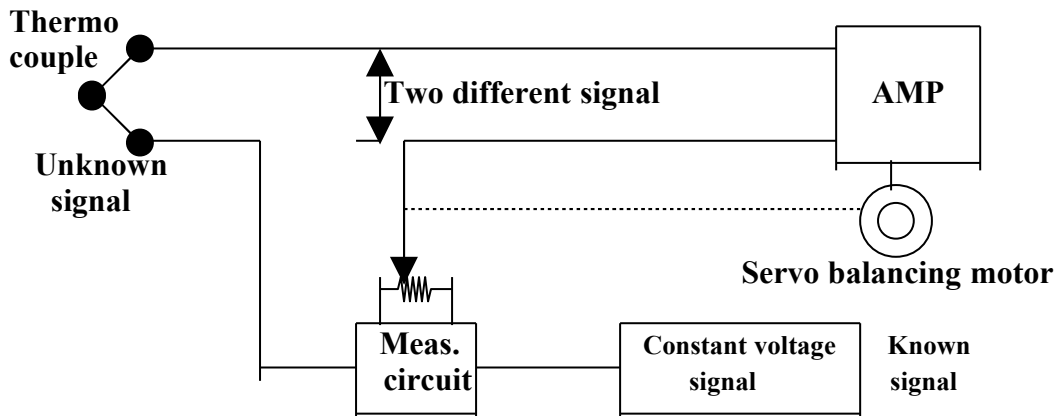 Thermo
couple
Two different signal
AMP
Unknown
signal
Servo balancing motor
Meas.
circuit
Constant voltage
signal
Known
signal